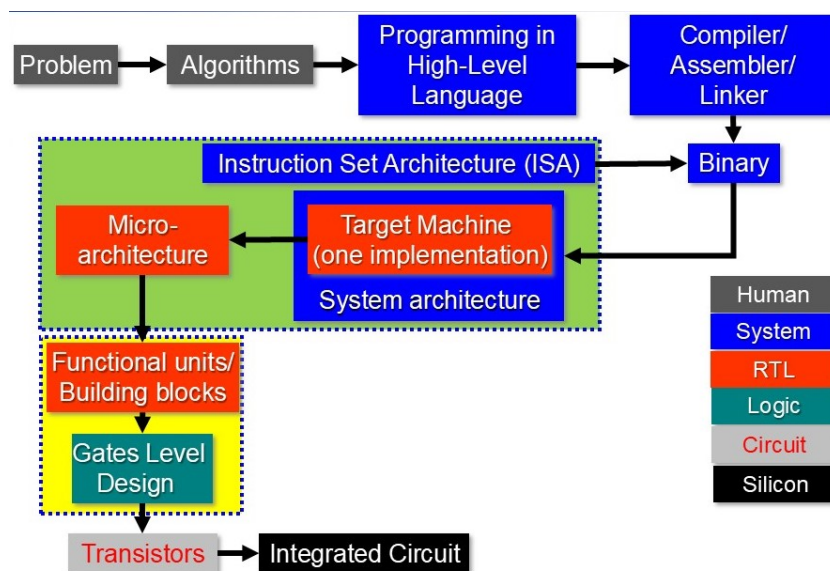 Problem
Algorithms
Programming in
High-Level
Language
Compiler/
Assembler/
Linker
Instruction Set Architecture (ISA)
Binary
Micro-
architecture
Target Machine
(one implementation)
System architecture
Functional units/
Building blocks
Gates Level
Design
Transistors
Integrated Circuit
Human
System
RTL
Logic
Circuit
Silicon